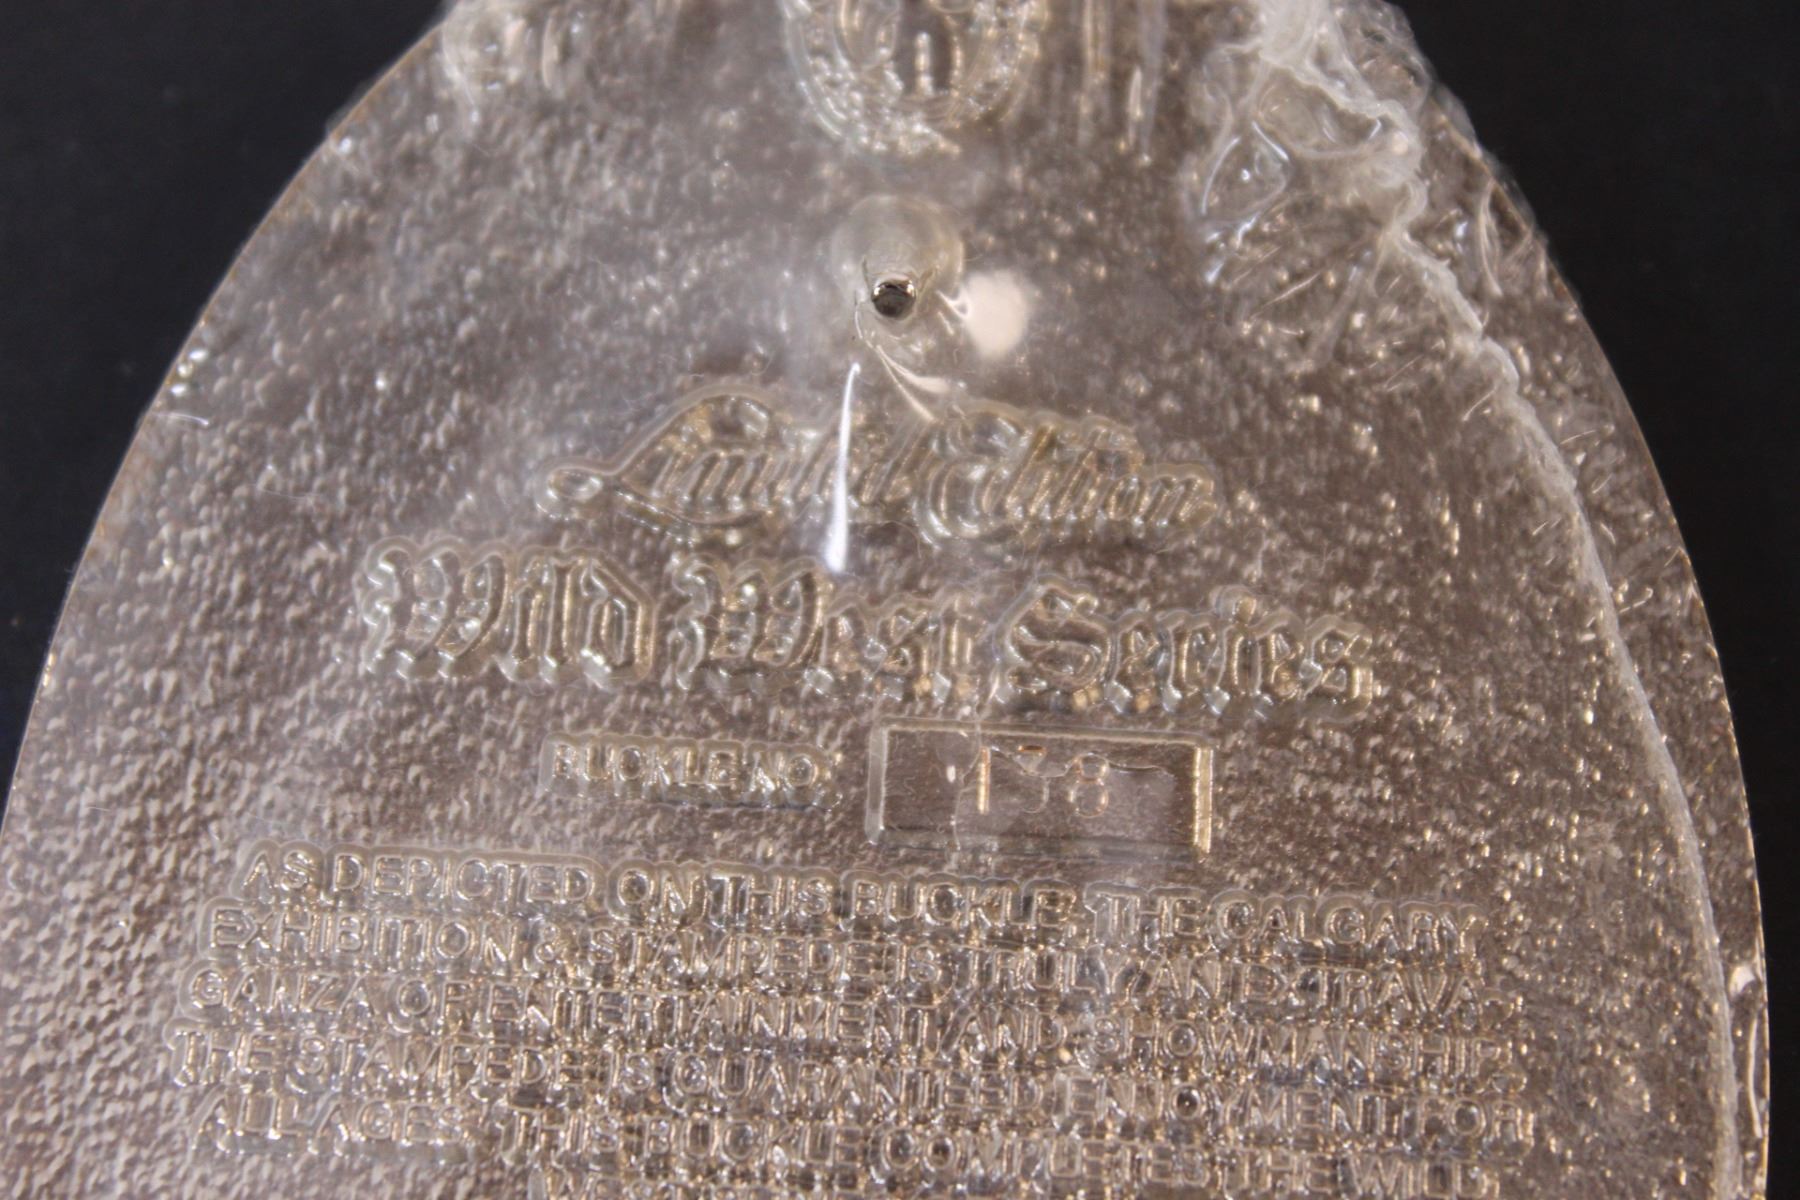 Limited Edition
Wild West Series
BUCKLE NO.
AS DEPICTED ON THIS BUCKLE, THE CALGARY
EXHIBITION & STAMPEDE IS TRULY AN EXTRAVA-
GANZA OF ENTERTAINMENT AND SHOWMANSHIP.
THE STAMPEDE IS GUARANTEED ENJOYMENT FOR
ALL AGES. THIS BUCKLE COMPLETES THE WILD